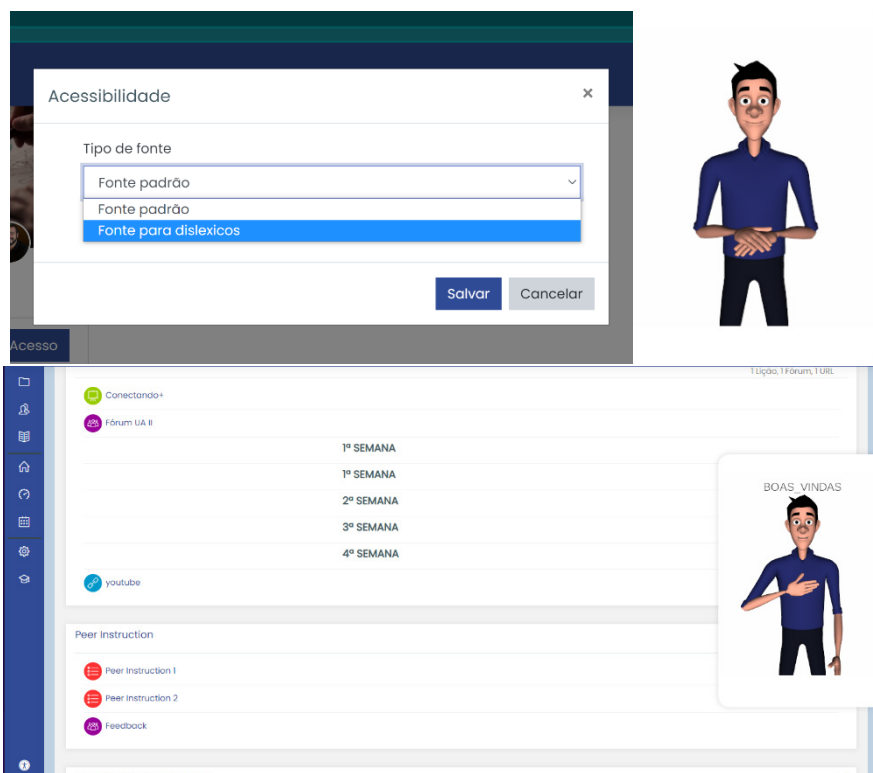 Acessibilidade ×
Tipo de fonte
Fonte padrão
Fonte padrão
Fonte para dislexicos
Salvar Cancelar
Acesso
1 Lição, 1 Fórum, 1 URL
Conectando+
Fórum UA II
1ª SEMANA
1ª SEMANA
2ª SEMANA
3ª SEMANA
4ª SEMANA
BOAS_VINDAS
youtube
Peer Instruction
Peer Instruction 1
Peer Instruction 2
Feedback